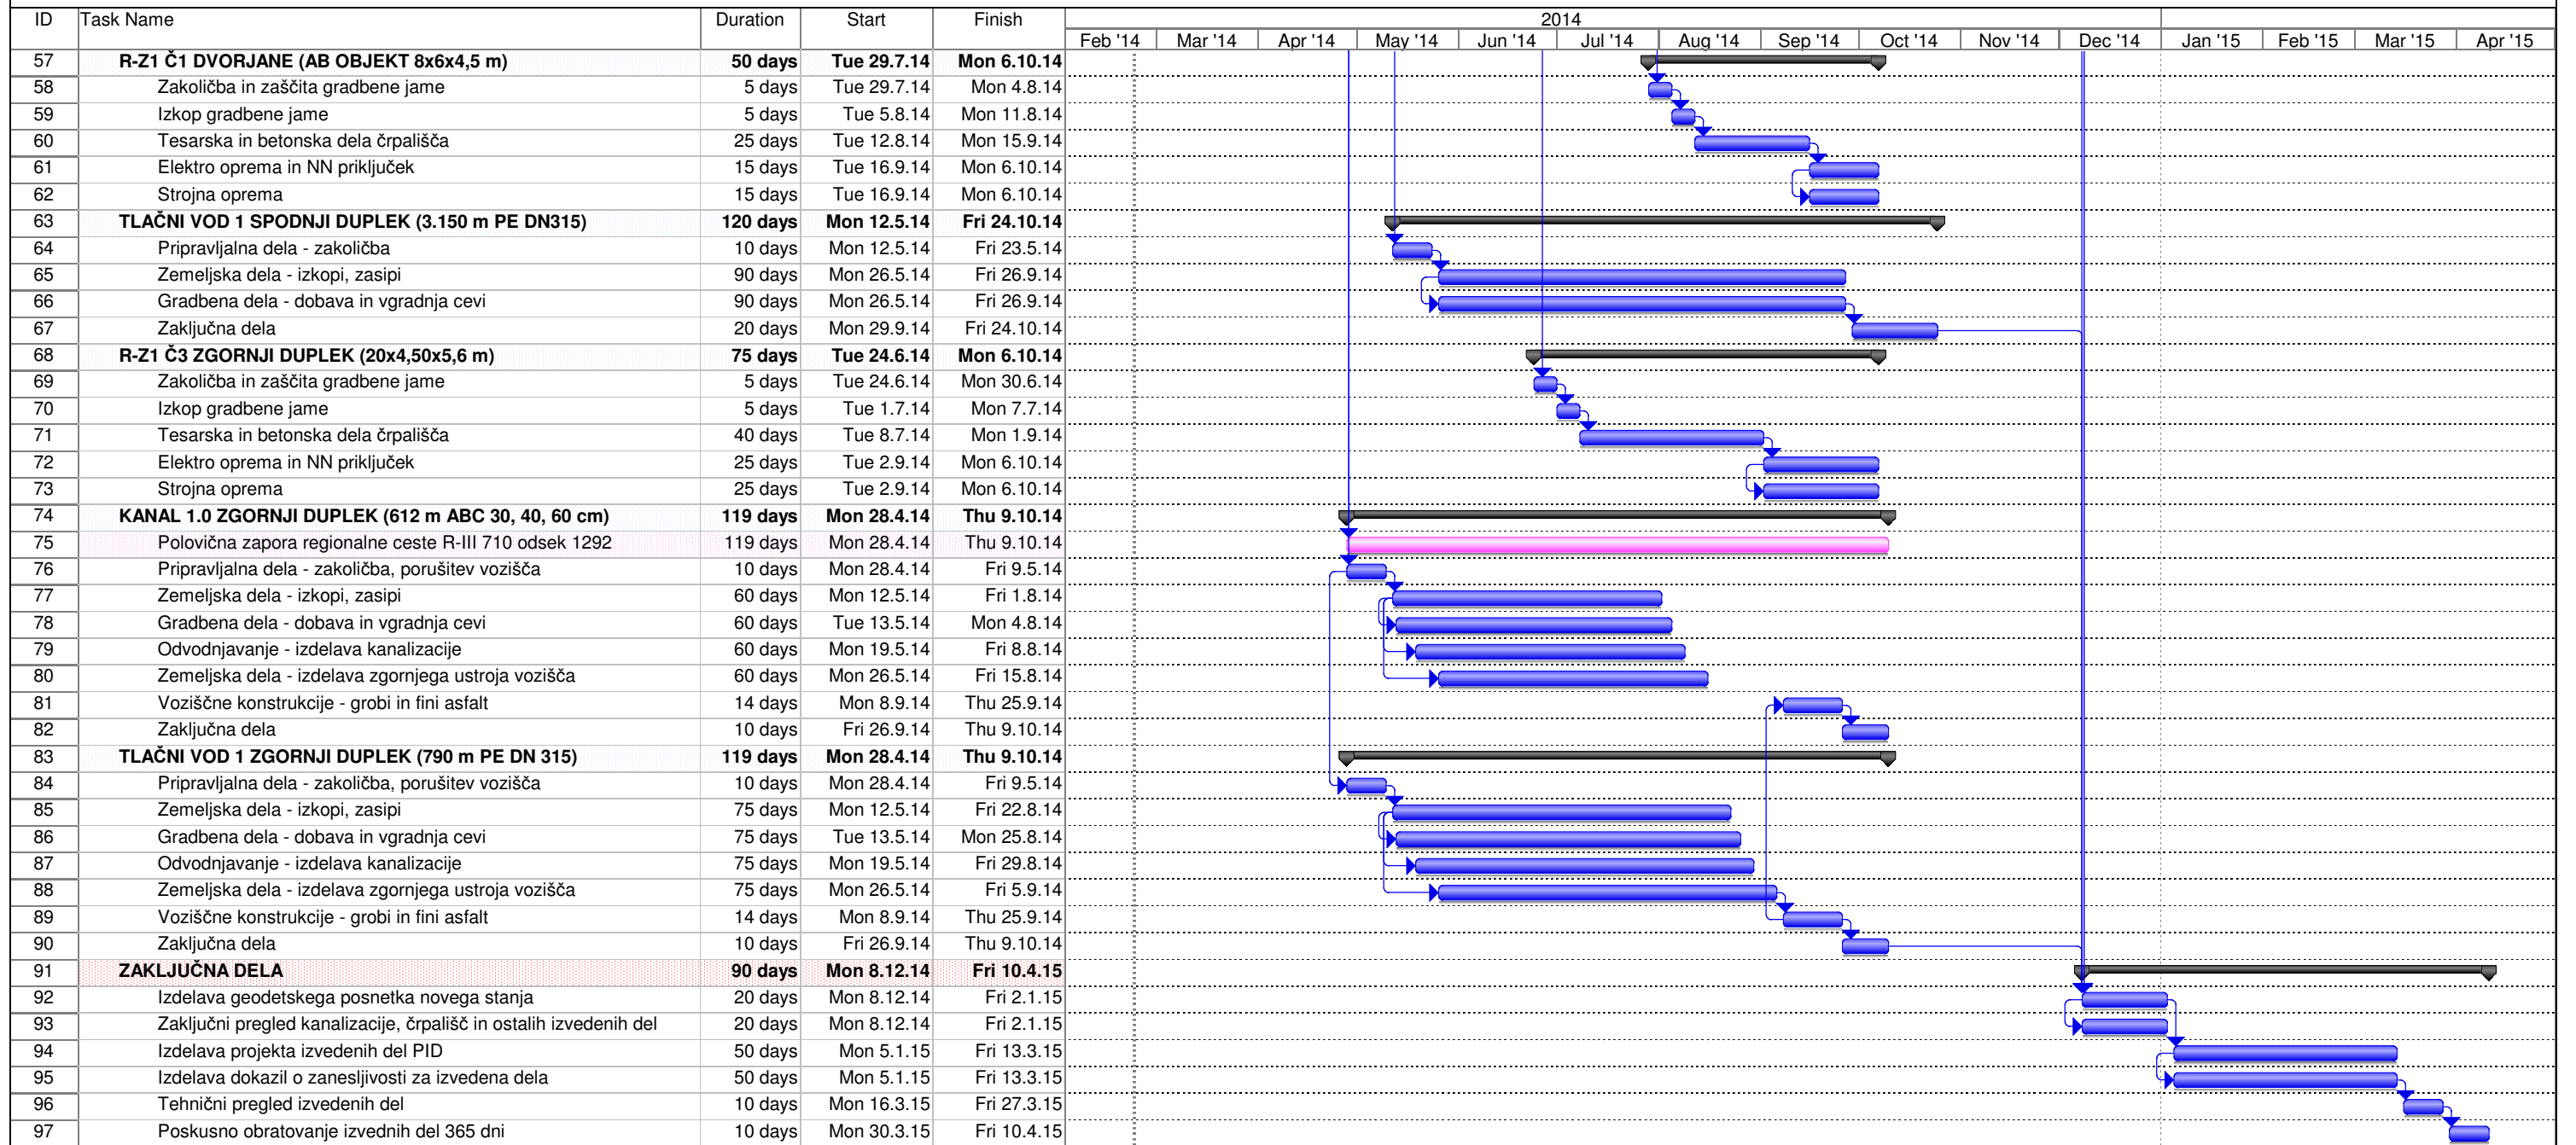 ID Task Name Duration Start Finish 2014
Feb '14 Mar '14 Apr '14 May '14 Jun '14 Jul '14 Aug '14 Sep '14 Oct '14 Nov '14 Dec '14 Jan '15 Feb '15 Mar '15 Apr '15
57 R-Z1 Č1 DVORJANE (AB OBJEKT 8x6x4,5 m) 50 days Tue 29.7.14 Mon 6.10.14
58 Zakoličba in zaščita gradbene jame 5 days Tue 29.7.14 Mon 4.8.14
59 Izkop gradbene jame 5 days Tue 5.8.14 Mon 11.8.14
60 Tesarska in betonska dela črpališča 25 days Tue 12.8.14 Mon 15.9.14
61 Elektro oprema in NN priključek 15 days Tue 16.9.14 Mon 6.10.14
62 Strojna oprema 15 days Tue 16.9.14 Mon 6.10.14
63 TLAČNI VOD 1 SPODNJI DUPLEK (3.150 m PE DN315) 120 days Mon 12.5.14 Fri 24.10.14
64 Pripravljalna dela - zakoličba 10 days Mon 12.5.14 Fri 23.5.14
65 Zemeljska dela - izkopi, zasipi 90 days Mon 26.5.14 Fri 26.9.14
66 Gradbena dela - dobava in vgradnja cevi 90 days Mon 26.5.14 Fri 26.9.14
67 Zaključna dela 20 days Mon 29.9.14 Fri 24.10.14
68 R-Z1 Č3 ZGORNJI DUPLEK (20x4,50x5,6 m) 75 days Tue 24.6.14 Mon 6.10.14
69 Zakoličba in zaščita gradbene jame 5 days Tue 24.6.14 Mon 30.6.14
70 Izkop gradbene jame 5 days Tue 1.7.14 Mon 7.7.14
71 Tesarska in betonska dela črpališča 40 days Tue 8.7.14 Mon 1.9.14
72 Elektro oprema in NN priključek 25 days Tue 2.9.14 Mon 6.10.14
73 Strojna oprema 25 days Tue 2.9.14 Mon 6.10.14
74 KANAL 1.0 ZGORNJI DUPLEK (612 m ABC 30, 40, 60 cm) 119 days Mon 28.4.14 Thu 9.10.14
75 Polovična zapora regionalne ceste R-III 710 odsek 1292 119 days Mon 28.4.14 Thu 9.10.14
76 Pripravljalna dela - zakoličba, porušitev vozišča 10 days Mon 28.4.14 Fri 9.5.14
77 Zemeljska dela - izkopi, zasipi 60 days Mon 12.5.14 Fri 1.8.14
78 Gradbena dela - dobava in vgradnja cevi 60 days Tue 13.5.14 Mon 4.8.14
79 Odvodnjavanje - izdelava kanalizacije 60 days Mon 19.5.14 Fri 8.8.14
80 Zemeljska dela - izdelava zgornjega ustroja vozišča 60 days Mon 26.5.14 Fri 15.8.14
81 Voziščne konstrukcije - grobi in fini asfalt 14 days Mon 8.9.14 Thu 25.9.14
82 Zaključna dela 10 days Fri 26.9.14 Thu 9.10.14
83 TLAČNI VOD 1 ZGORNJI DUPLEK (790 m PE DN 315) 119 days Mon 28.4.14 Thu 9.10.14
84 Pripravljalna dela - zakoličba, porušitev vozišča 10 days Mon 28.4.14 Fri 9.5.14
85 Zemeljska dela - izkopi, zasipi 75 days Mon 12.5.14 Fri 22.8.14
86 Gradbena dela - dobava in vgradnja cevi 75 days Tue 13.5.14 Mon 25.8.14
87 Odvodnjavanje - izdelava kanalizacije 75 days Mon 19.5.14 Fri 29.8.14
88 Zemeljska dela - izdelava zgornjega ustroja vozišča 75 days Mon 26.5.14 Fri 5.9.14
89 Voziščne konstrukcije - grobi in fini asfalt 14 days Mon 8.9.14 Thu 25.9.14
90 Zaključna dela 10 days Fri 26.9.14 Thu 9.10.14
91 ZAKLJUČNA DELA 90 days Mon 8.12.14 Fri 10.4.15
92 Izdelava geodetskega posnetka novega stanja 20 days Mon 8.12.14 Fri 2.1.15
93 Zaključni pregled kanalizacije, črpališč in ostalih izvedenih del 20 days Mon 8.12.14 Fri 2.1.15
94 Izdelava projekta izvedenih del PID 50 days Mon 5.1.15 Fri 13.3.15
95 Izdelava dokazil o zanesljivosti za izvedena dela 50 days Mon 5.1.15 Fri 13.3.15
96 Tehnični pregled izvedenih del 10 days Mon 16.3.15 Fri 27.3.15
97 Poskusno obratovanje izvednih del 365 dni 10 days Mon 30.3.15 Fri 10.4.15